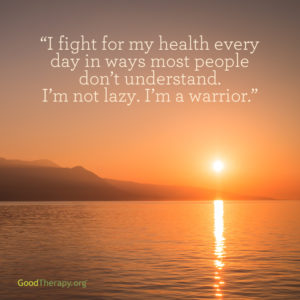 “I fight for my health every
day in ways most people
don’t understand.
I’m not lazy. I’m a warrior.”
GoodTherapy.org